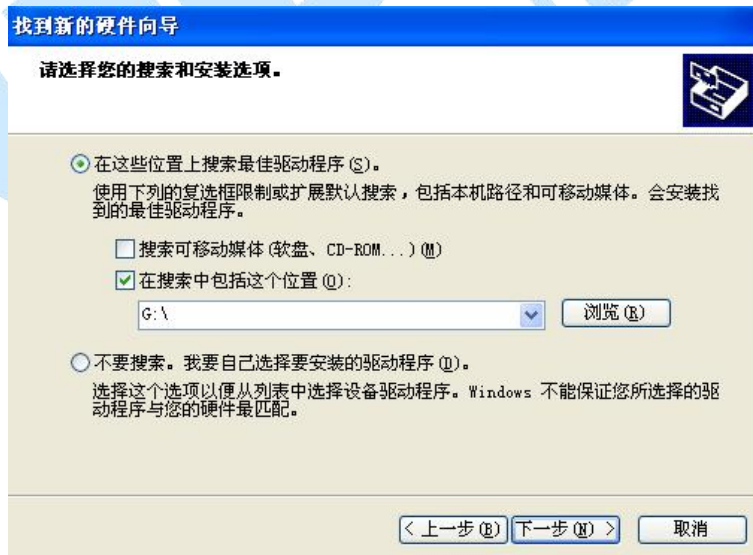 找到新的硬件向导
请选择您的搜索和安装选项。
在这些位置上搜索最佳驱动程序(S)。
使用下列的复选框限制或扩展默认搜索，包括本机路径和可移动媒体。会安装找
到的最佳驱动程序。
搜索可移动媒体(软盘、CD-ROM...)(M)
在搜索中包括这个位置(O):
G:\
浏览(R)
不要搜索。我要自己选择要安装的驱动程序(D)。
选择这个选项以便从列表中选择设备驱动程序。Windows 不能保证您所选择的驱
动程序与您的硬件最匹配。
< 上一步(B)
下一步(N) >
取消